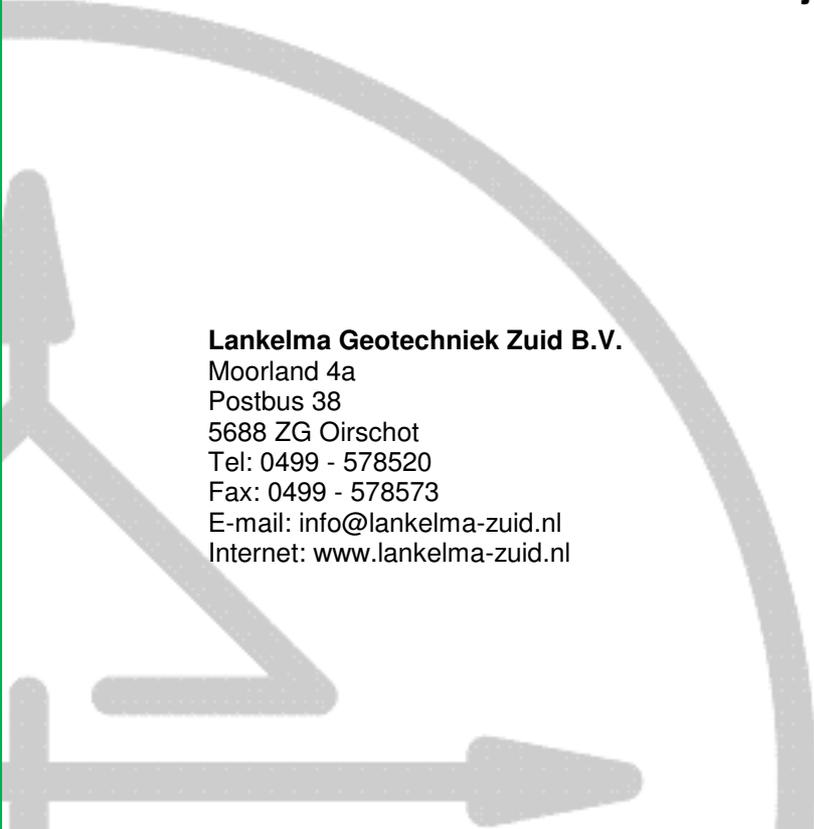 Lankelma Geotechniek Zuid B.V.
Moorland 4a
Postbus 38
5688 ZG Oirschot
Tel: 0499 - 578520
Fax: 0499 - 578573
E-mail: info@lankelma-zuid.nl
Internet: www.lankelma-zuid.nl